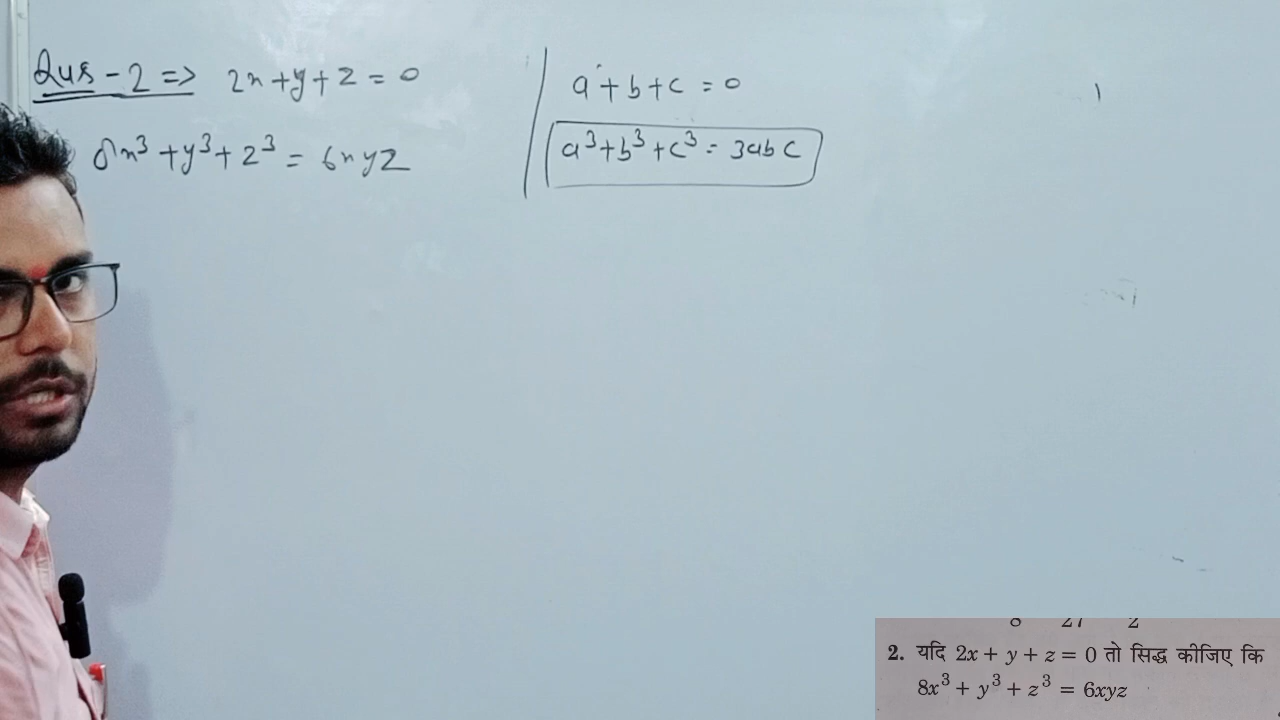 Qus - 2 => 2x + y + z = 0
8x³ + y³ + z³ = 6xyz
a + b + c = 0
a³ + b³ + c³ = 3abc
2. यदि 2x + y + z = 0 तो सिद्ध कीजिए कि
8x³ + y³ + z³ = 6xyz